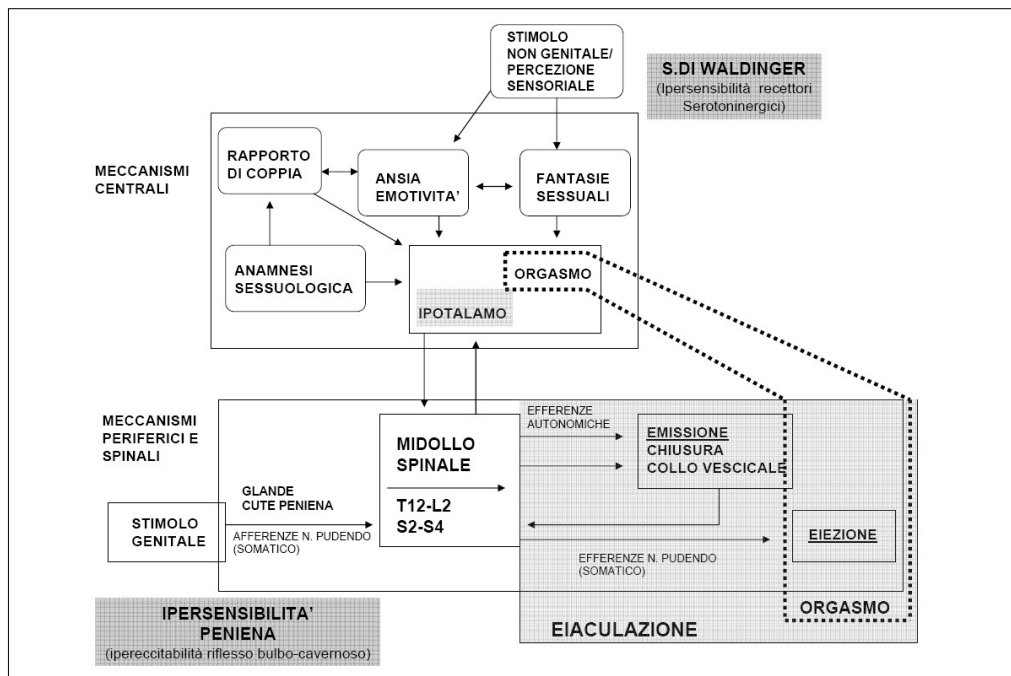 STIMOLO
NON GENITALE/
PERCEZIONE
SENSORIALE
S.DI WALDINGER
(Ipersensibilità recettori
Serotoninergici)
MECCANISMI
CENTRALI
RAPPORTO
DI COPPIA
ANSIA
EMOTIVITA'
FANTASIE
SESSUALI
ANAMNESI
SESSUOLOGICA
ORGASMO
IPOTALAMO
MECCANISMI
PERIFERICI E
SPINALI
MIDOLLO
SPINALE
T12-L2
S2-S4
EFFERENZE
AUTONOMICHE
EMISSIONE
CHIUSURA
COLLO VESCICALE
STIMOLO
GENITALE
GLANDE
CUTE PENIENA
AFFERENZE N. PUDENDO
(SOMATICO)
EFFERENZE N. PUDENDO
(SOMATICO)
EIEZIONE
ORGASMO
EIACULAZIONE
IPERSENSIBILITA'
PENIENA
(ipereccitabilità riflesso bulbo-cavernoso)